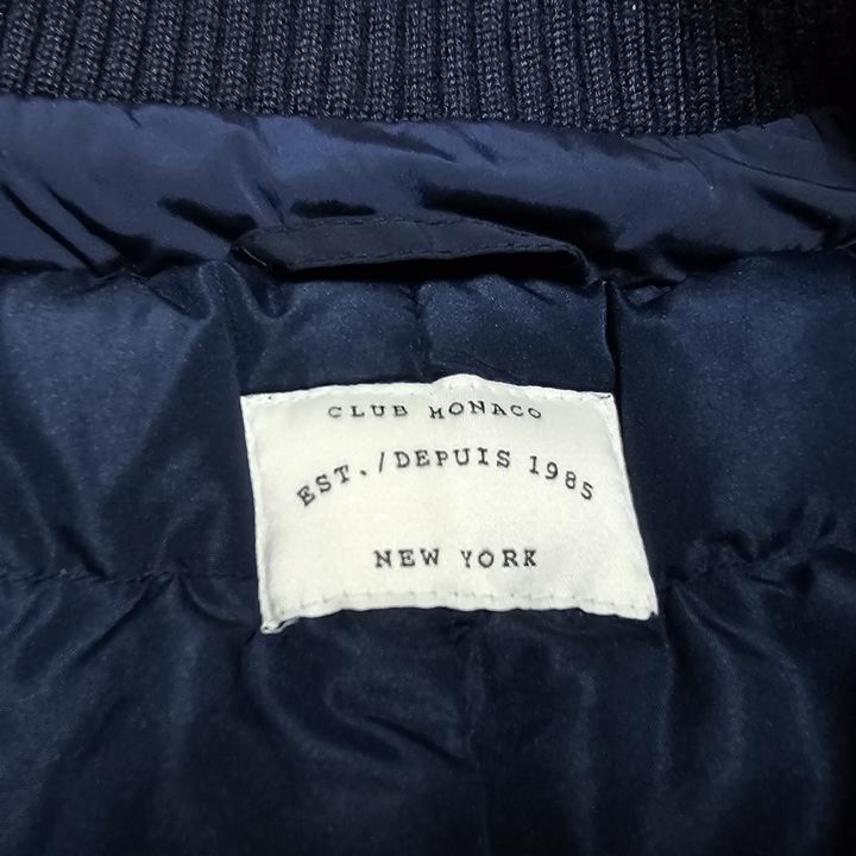 CLUB MONACO
EST./DEPUIS 1985
NEW YORK